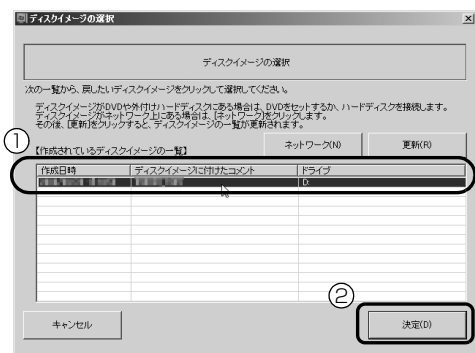 ディスクイメージの選択
ディスクイメージの選択
次の一覧から、戻したいディスクイメージをクリックして選択してください。
ディスクイメージがDVDや外付けハードディスクにある場合は、DVDをセットするか、ハードディスクを接続します。
ディスクイメージがネットワーク上にある場合は、[ネットワーク]をクリックします。
その後、[更新]をクリックすると、ディスクイメージの一覧が更新されます。
①
【作成されているディスクイメージの一覧】
ネットワーク(N)
更新(R)
作成日時 ディスクイメージに付けたコメント ドライブ
D:
②
キャンセル
決定(D)